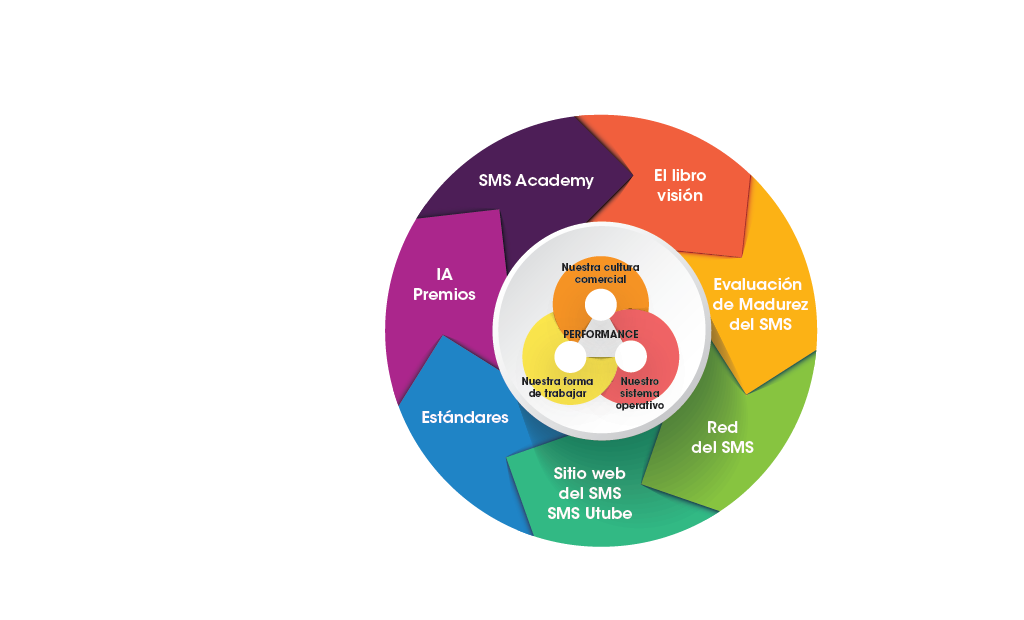 SMS Academy
El libro
visión
Evaluación
de Madurez
del SMS
Red
del SMS
Sitio web
del SMS
SMS Utube
Estándares
IA
Premios
Nuestra cultura
comercial
PERFORMANCE
Nuestra forma
de trabajar
Nuestro
sistema
operativo